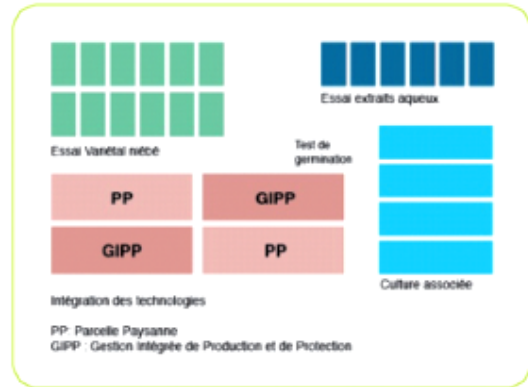 Essai extraits aqueux
Essai Variétal niébé
Test de
germination
PP
GIPP
GIPP
PP
Culture associée
Intégration des technologies
PP: Parcelle Paysanne
GIPP : Gestion Intégrée de Production et de Protection